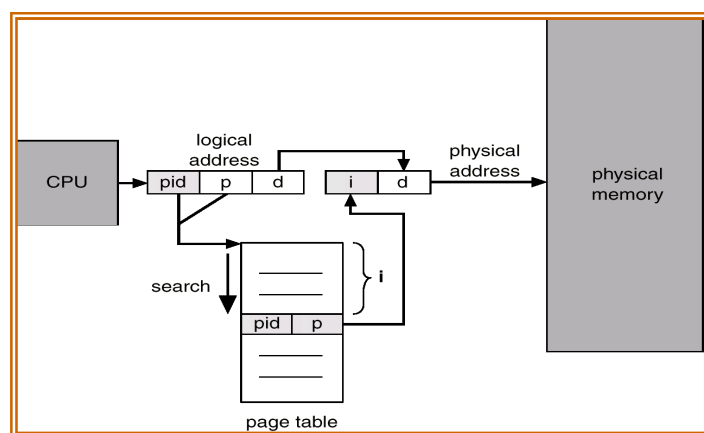 logical
address
physical
address
CPU
pid p d
i d
physical
memory
search
i
pid p
page table